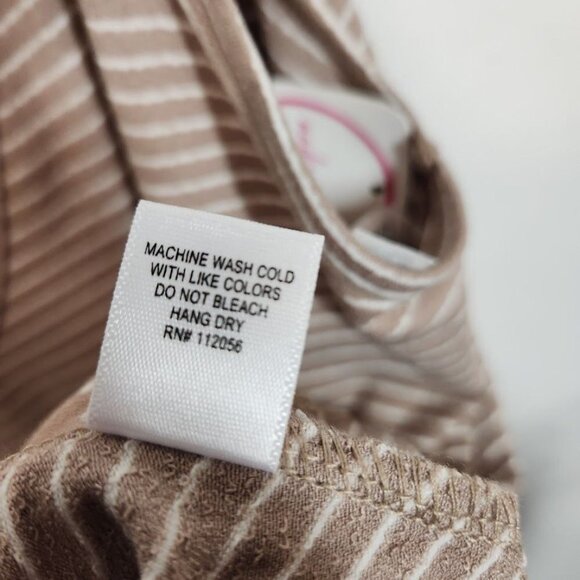 MACHINE WASH COLD
WITH LIKE COLORS
DO NOT BLEACH
HANG DRY
RN# 112056